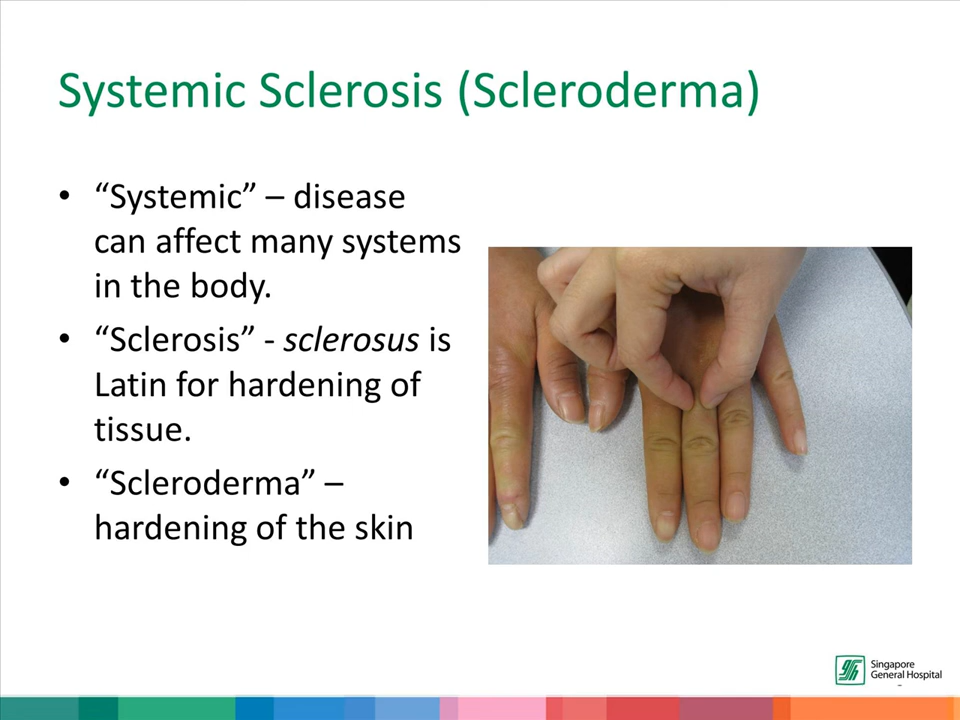 Systemic Sclerosis (Scleroderma)
• “Systemic” – disease
can affect many systems
in the body.
• “Sclerosis” - sclerosus is
Latin for hardening of
tissue.
• “Scleroderma” –
hardening of the skin
Singapore
General Hospital